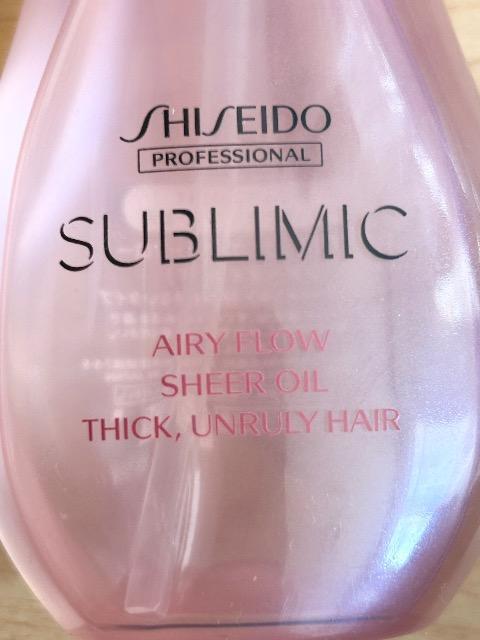 SHISEIDO
PROFESSIONAL
SUBLIMIC
AIRY FLOW
SHEER OIL
THICK, UNRULY HAIR